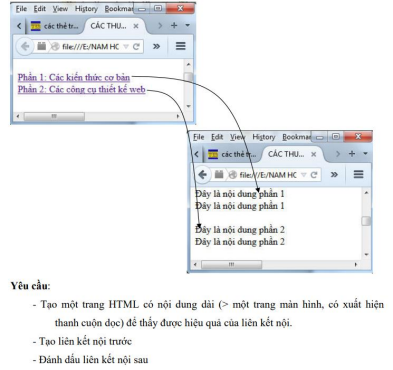 File Edit View History Bookmar
các thẻ tr... CÁC THU... × > + ▾
file:///E:/NAM HC
Phần 1: Các kiến thức cơ bản
Phần 2: Các công cụ thiết kế web
File Edit View History Bookmar
các thẻ tr... CÁC THU... × > + ▾
file:///E:/NAM HC
Đây là nội dung phần 1
Đây là nội dung phần 1
Đây là nội dung phần 2
Đây là nội dung phần 2
Yêu cầu:
- Tạo một trang HTML có nội dung dài (> một trang màn hình, có xuất hiện
thanh cuộn dọc) để thấy được hiệu quả của liên kết nội.
- Tạo liên kết nội trước
- Đánh dấu liên kết nội sau